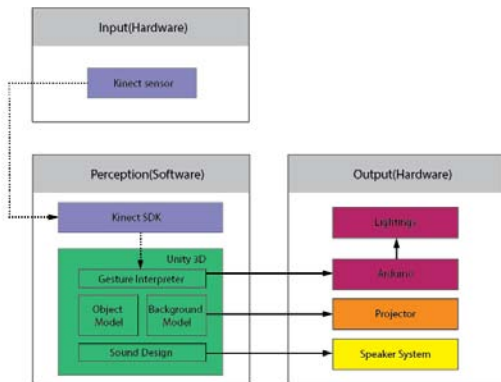 Input(Hardware)
Kinect sensor
Perception(Software)
Kinect SDK
Unity 3D
Gesture Interpreter
Object
Model
Background
Model
Sound Design
Output(Hardware)
Lightings
Arduino
Projector
Speaker System